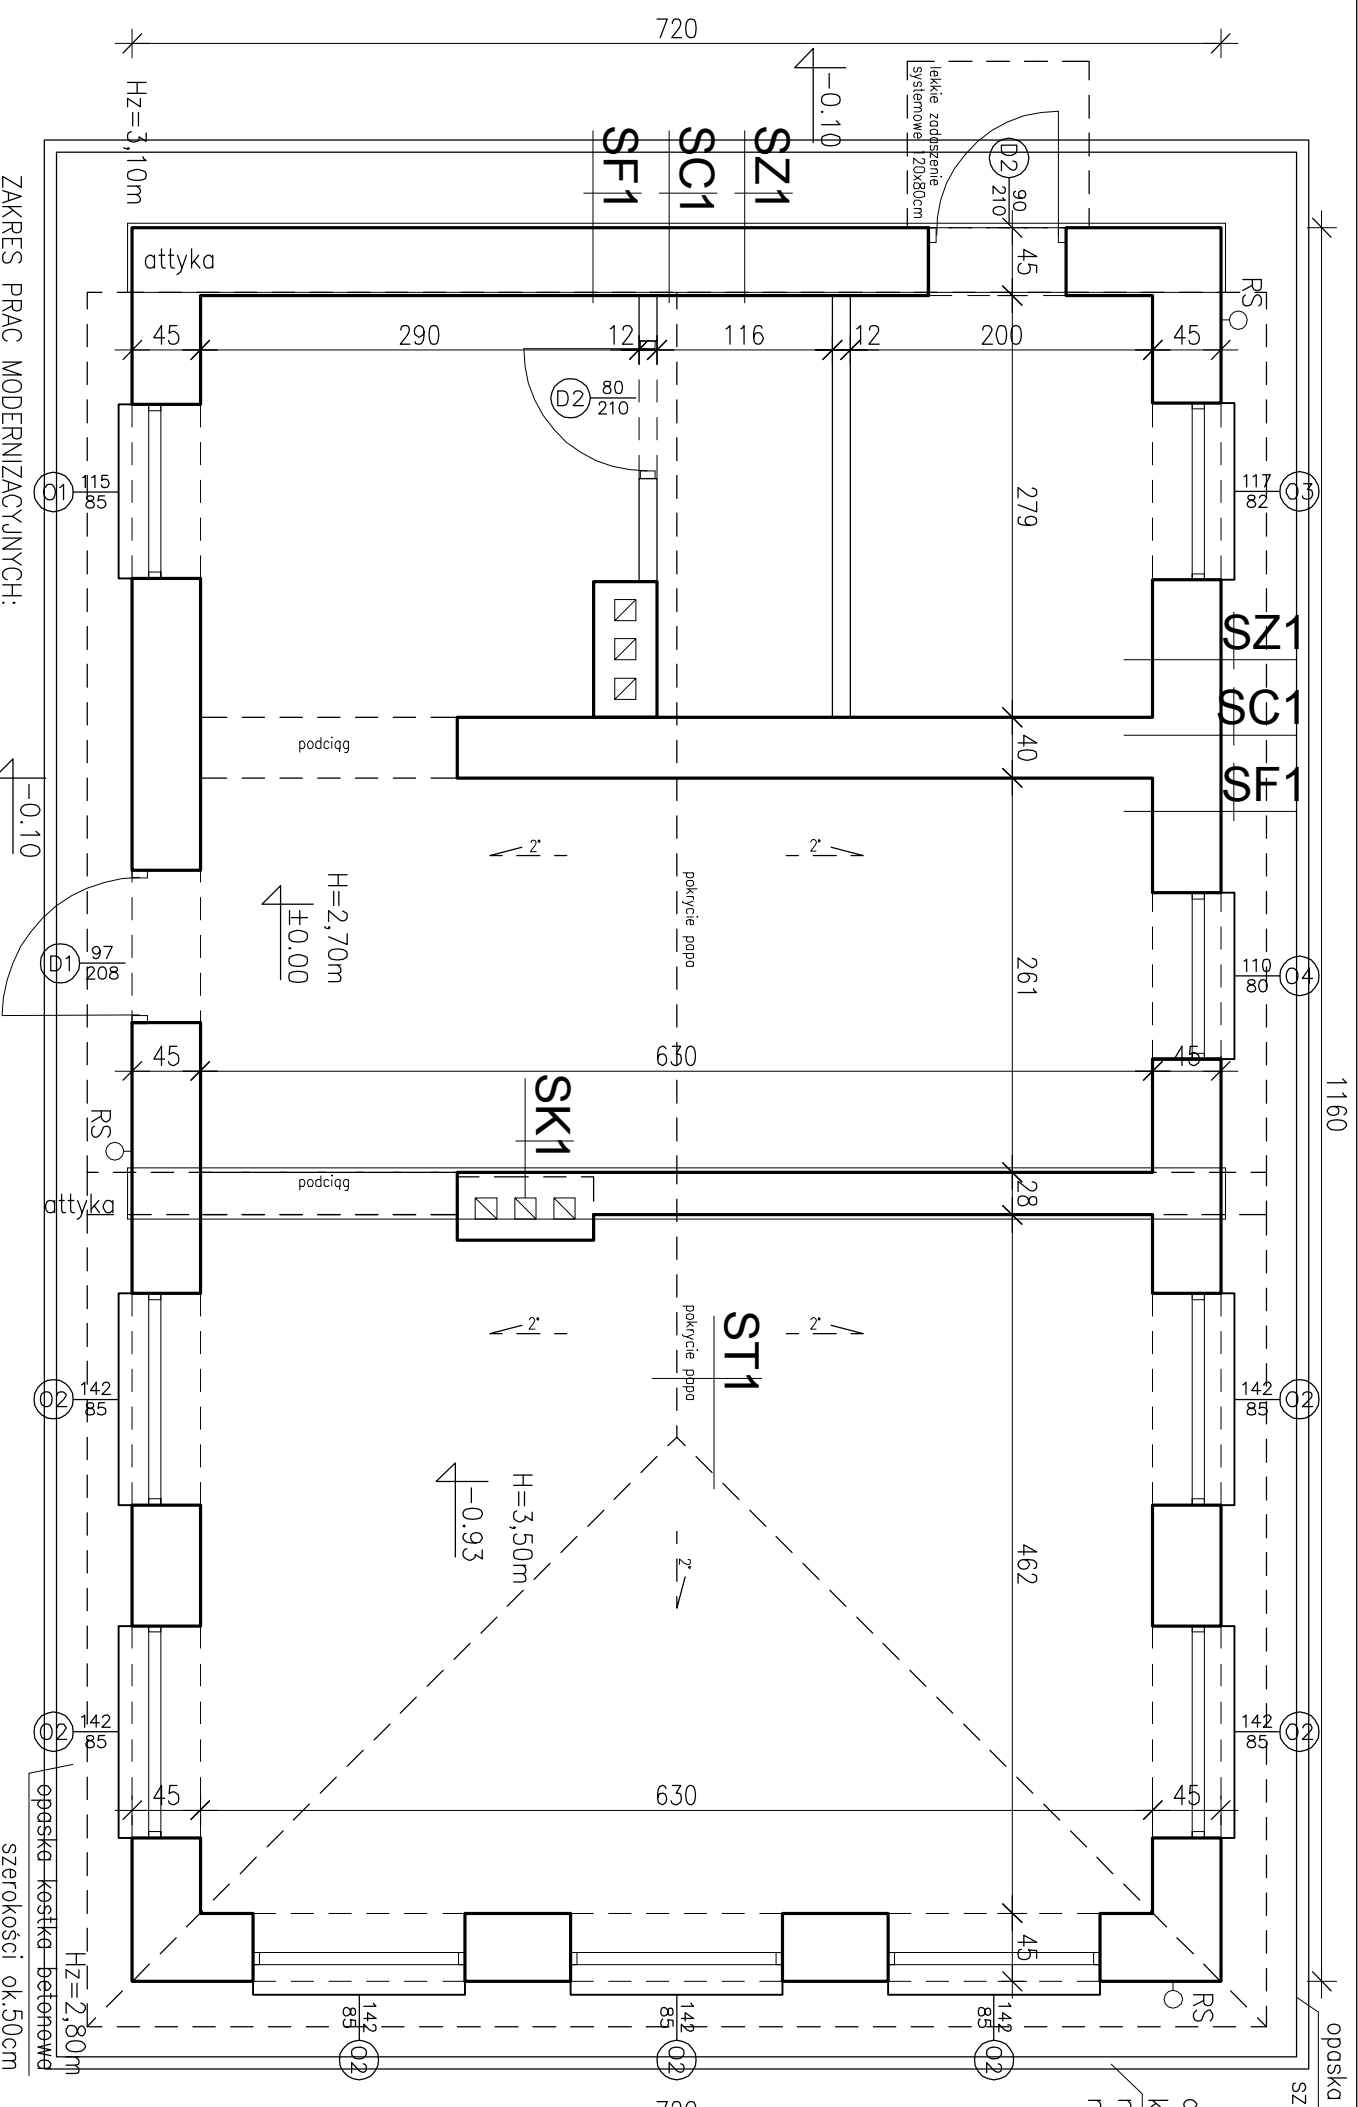 720
Hz=3,10m
-0.10
lekkie zadaszenie
systemowe 120x80cm
D2
90
210
SZ1
SC1
SF1
attyka
45
RS
45
290
12
116
12
200
45
D2
80
210
279
O1
115
85
O3
117
82
SZ1
SC1
SF1
ZAKRES PRAC MODERNIZACYJNYCH:
podciąg
40
-0.10
2°
2°
H=2,70m
±0.00
pokrycie papa
261
D1
97
208
O4
110
80
1160
45
630
45
SK1
RS
attyka
podciąg
28
ST1
pokrycie papa
2°
2°
O2
142
85
O2
142
85
H=3,50m
-0.93
2°
462
O2
142
85
O2
142
85
45
630
45
opaska kostka betonowa
szerokości ok.50cm
Hz=2,80m
45
RS
142
85
O2
142
85
O2
142
85
O2
opaska
sz